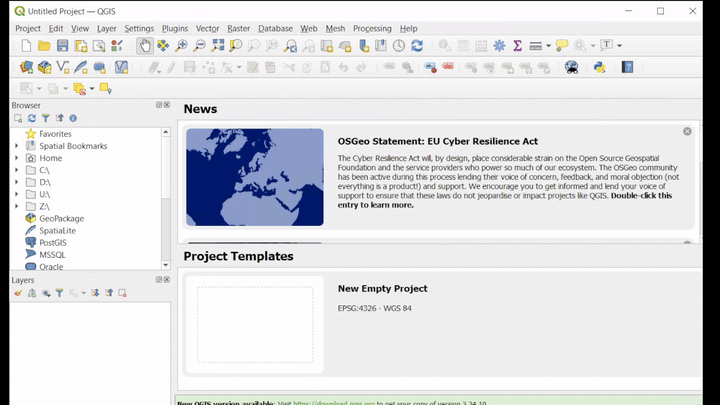 Untitled Project — QGIS
Project Edit View Layer Settings Plugins Vector Raster Database Web Mesh Processing Help
Browser
Favorites
Spatial Bookmarks
Home
C:\
D:\
U:\
Z:\
GeoPackage
SpatiaLite
PostGIS
MSSQL
Oracle
Layers
News
OSGeo Statement: EU Cyber Resilience Act
The Cyber Resilience Act will, by design, place considerable strain on the Open Source Geospatial
Foundation and the service providers who power so much of our ecosystem. The OSGeo community
has been active during this process lending their voice of concern, feedback, and moral objection (not
everything is a product!) and support. We encourage you to get informed and lend your voice of
support to ensure that these laws do not jeopardise or impact projects like QGIS. Double-click this
entry to learn more.
Project Templates
New Empty Project
EPSG:4326 - WGS 84
New QGIS version available: Visit https://download.qgis.org to get your copy of version 3.34.10